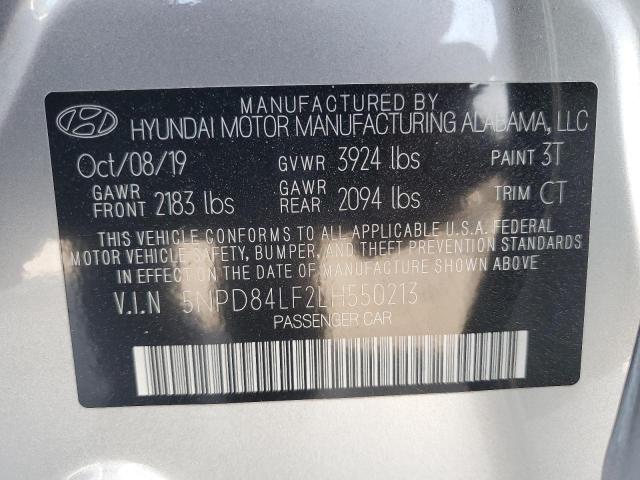 MANUFACTURED BY
HYUNDAI MOTOR MANUFACTURING ALABAMA, LLC
Oct/08/19 GVWR 3924 lbs PAINT 3T
GAWR FRONT 2183 lbs GAWR REAR 2094 lbs TRIM CT
THIS VEHICLE CONFORMS TO ALL APPLICABLE U.S.A. FEDERAL
MOTOR VEHICLE SAFETY, BUMPER, AND THEFT PREVENTION STANDARDS
IN EFFECT ON THE DATE OF MANUFACTURE SHOWN ABOVE.
V.I.N 5NPD84LF2LH550213
PASSENGER CAR